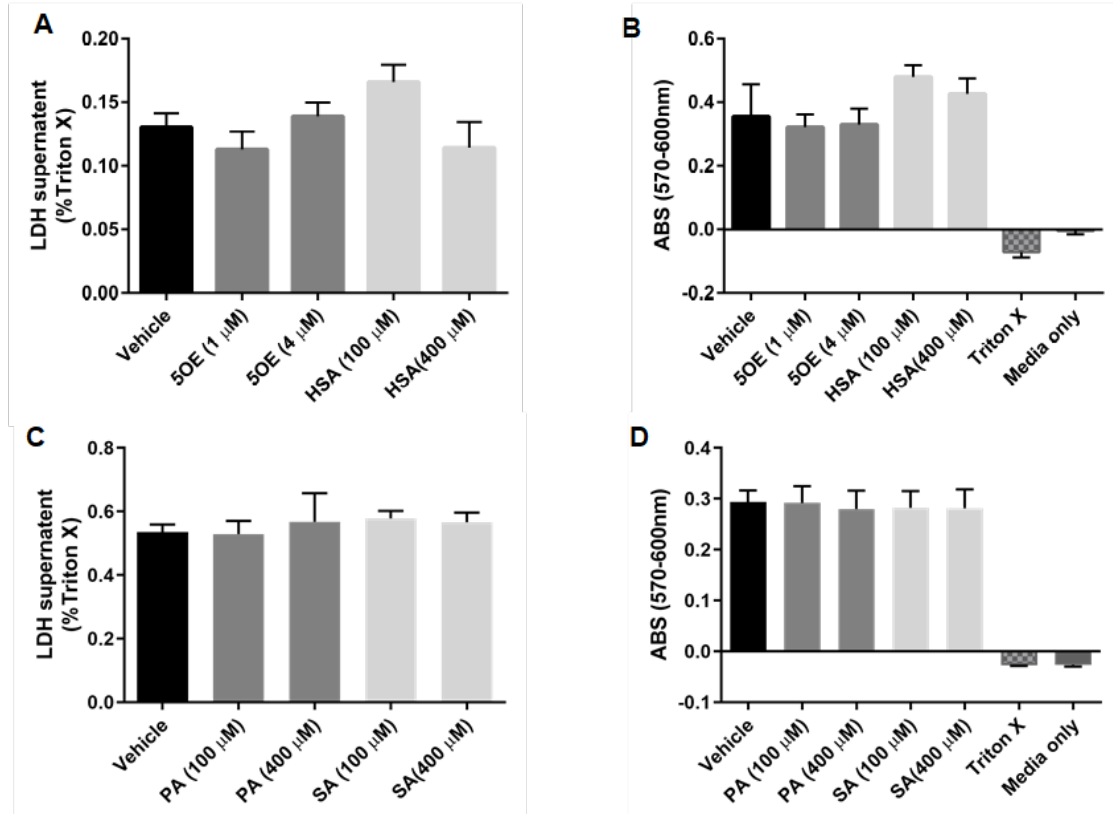 A
LDH supernatent
(%Triton X)
0.20
0.15
0.10
0.05
0.00
Vehicle
5OE (1 μM)
5OE (4 μM)
HSA (100 μM)
HSA(400 μM)
B
ABS (570-600nm)
0.6
0.4
0.2
0.0
-0.2
Vehicle
5OE (1 μM)
5OE (4 μM)
HSA (100 μM)
HSA(400 μM)
Triton X
Media only
C
LDH supernatent
(%Triton X)
0.8
0.6
0.4
0.2
0.0
Vehicle
PA (100 μM)
PA (400 μM)
SA (100 μM)
SA(400 μM)
D
ABS (570-600nm)
0.4
0.3
0.2
0.1
0.0
-0.1
Vehicle
PA (100 μM)
PA (400 μM)
SA (100 μM)
SA(400 μM)
Triton X
Media only